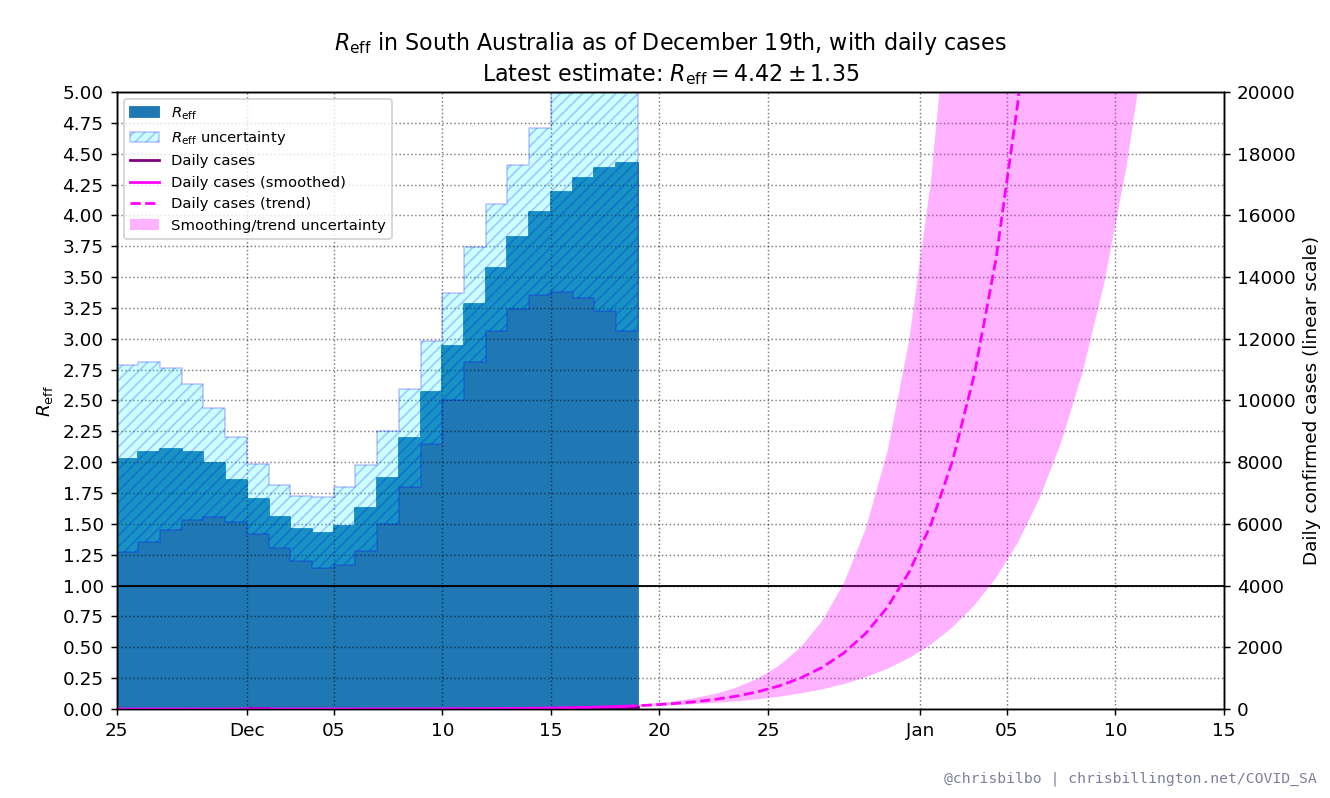 R_eff in South Australia as of December 19th, with daily cases
Latest estimate: R_eff = 4.42 ± 1.35
R_eff
R_eff uncertainty
Daily cases
Daily cases (smoothed)
Daily cases (trend)
Smoothing/trend uncertainty
R_eff
5.00
4.75
4.50
4.25
4.00
3.75
3.50
3.25
3.00
2.75
2.50
2.25
2.00
1.75
1.50
1.25
1.00
0.75
0.50
0.25
0.00
20000
18000
16000
14000
12000
10000
8000
6000
4000
2000
0
Daily confirmed cases (linear scale)
25 Dec 05 10 15 20 25 Jan 05 10 15
@chrisbilbo | chrisbillington.net/COVID_SA